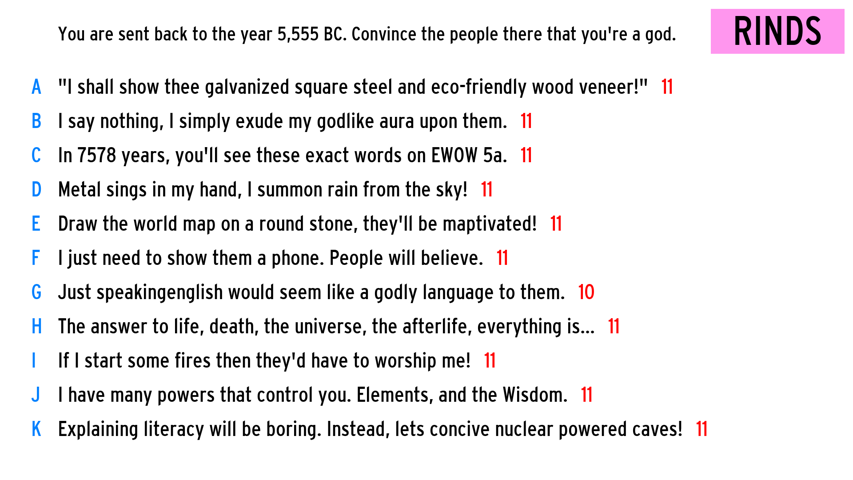 You are sent back to the year 5,555 BC. Convince the people there that you're a god.
RINDS
A "I shall show thee galvanized square steel and eco-friendly wood veneer!" 11
B I say nothing, I simply exude my godlike aura upon them. 11
C In 7578 years, you'll see these exact words on EWOW 5a. 11
D Metal sings in my hand, I summon rain from the sky! 11
E Draw the world map on a round stone, they'll be maptivated! 11
F I just need to show them a phone. People will believe. 11
G Just speakingenglish would seem like a godly language to them. 10
H The answer to life, death, the universe, the afterlife, everything is... 11
I If I start some fires then they'd have to worship me! 11
J I have many powers that control you. Elements, and the Wisdom. 11
K Explaining literacy will be boring. Instead, lets concive nuclear powered caves! 11